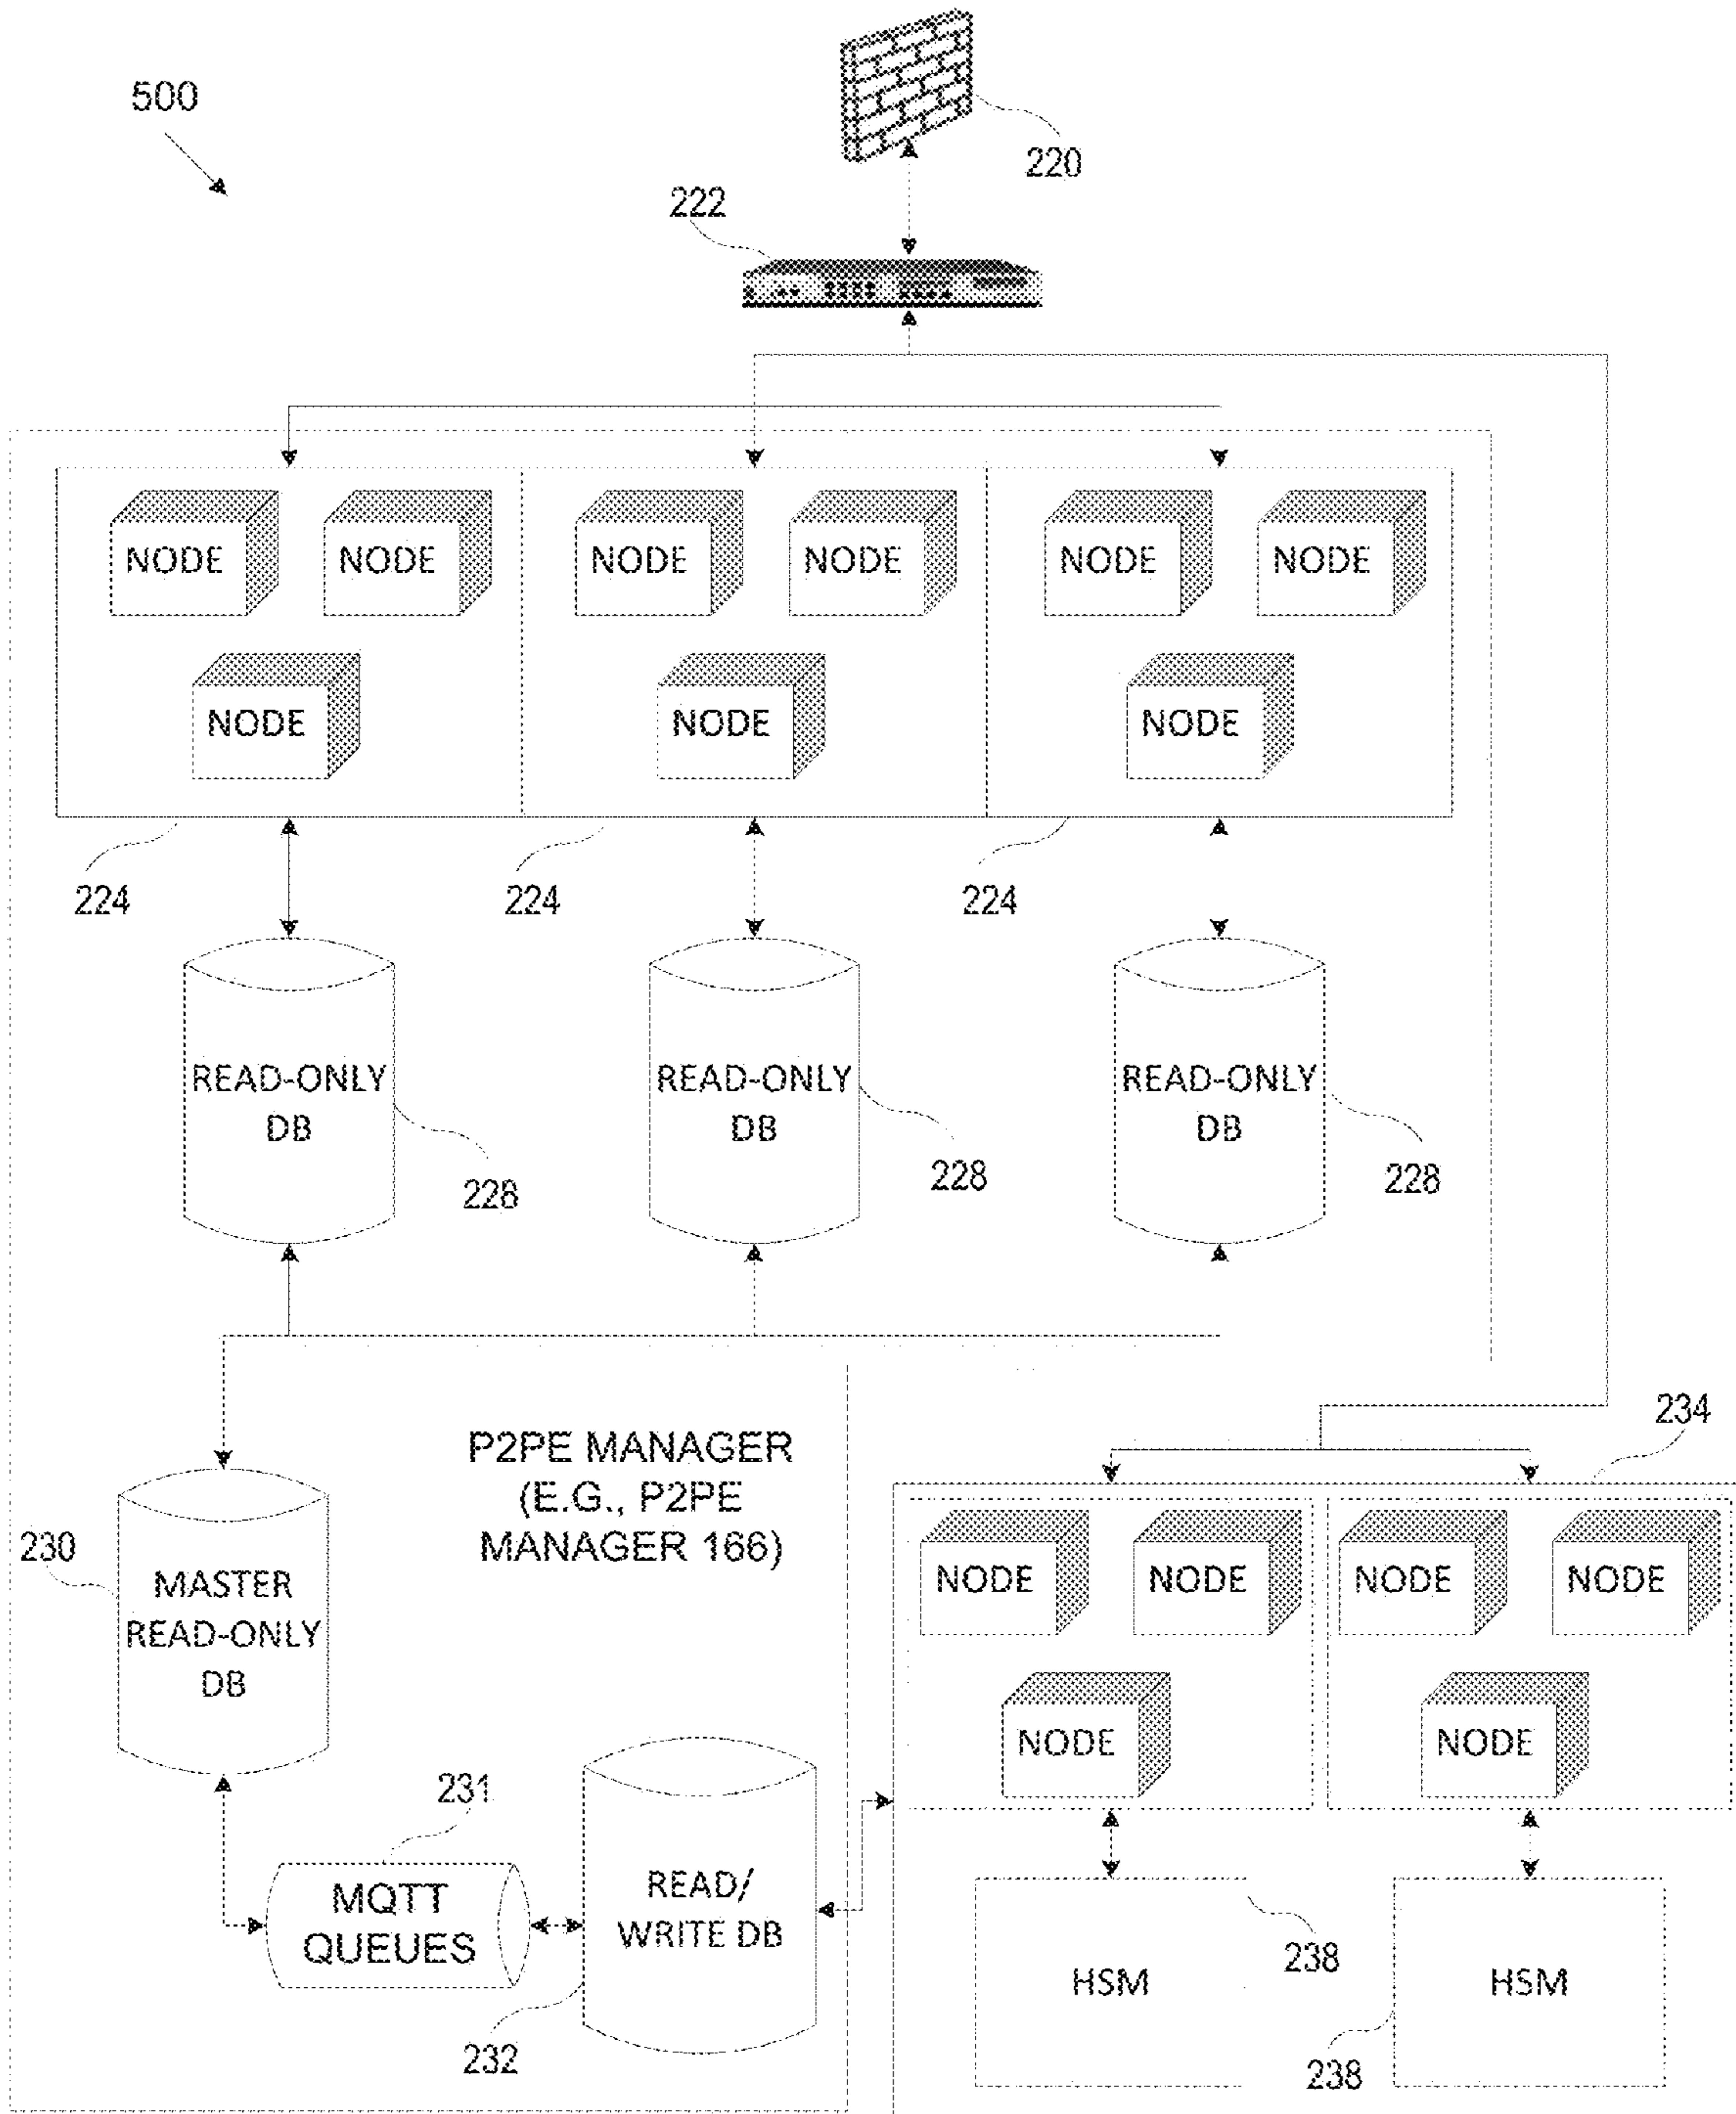 500
220
222
NODE NODE NODE NODE NODE NODE
NODE NODE NODE
224 224 224
READ-ONLY
DB
228
READ-ONLY
DB
228
READ-ONLY
DB
228
P2PE MANAGER
(E.G., P2PE
MANAGER 166)
234
230
MASTER
READ-ONLY
DB
NODE NODE NODE NODE
NODE NODE
231
MQTT
QUEUES
READ/
WRITE DB
232
HSM
238
HSM
238